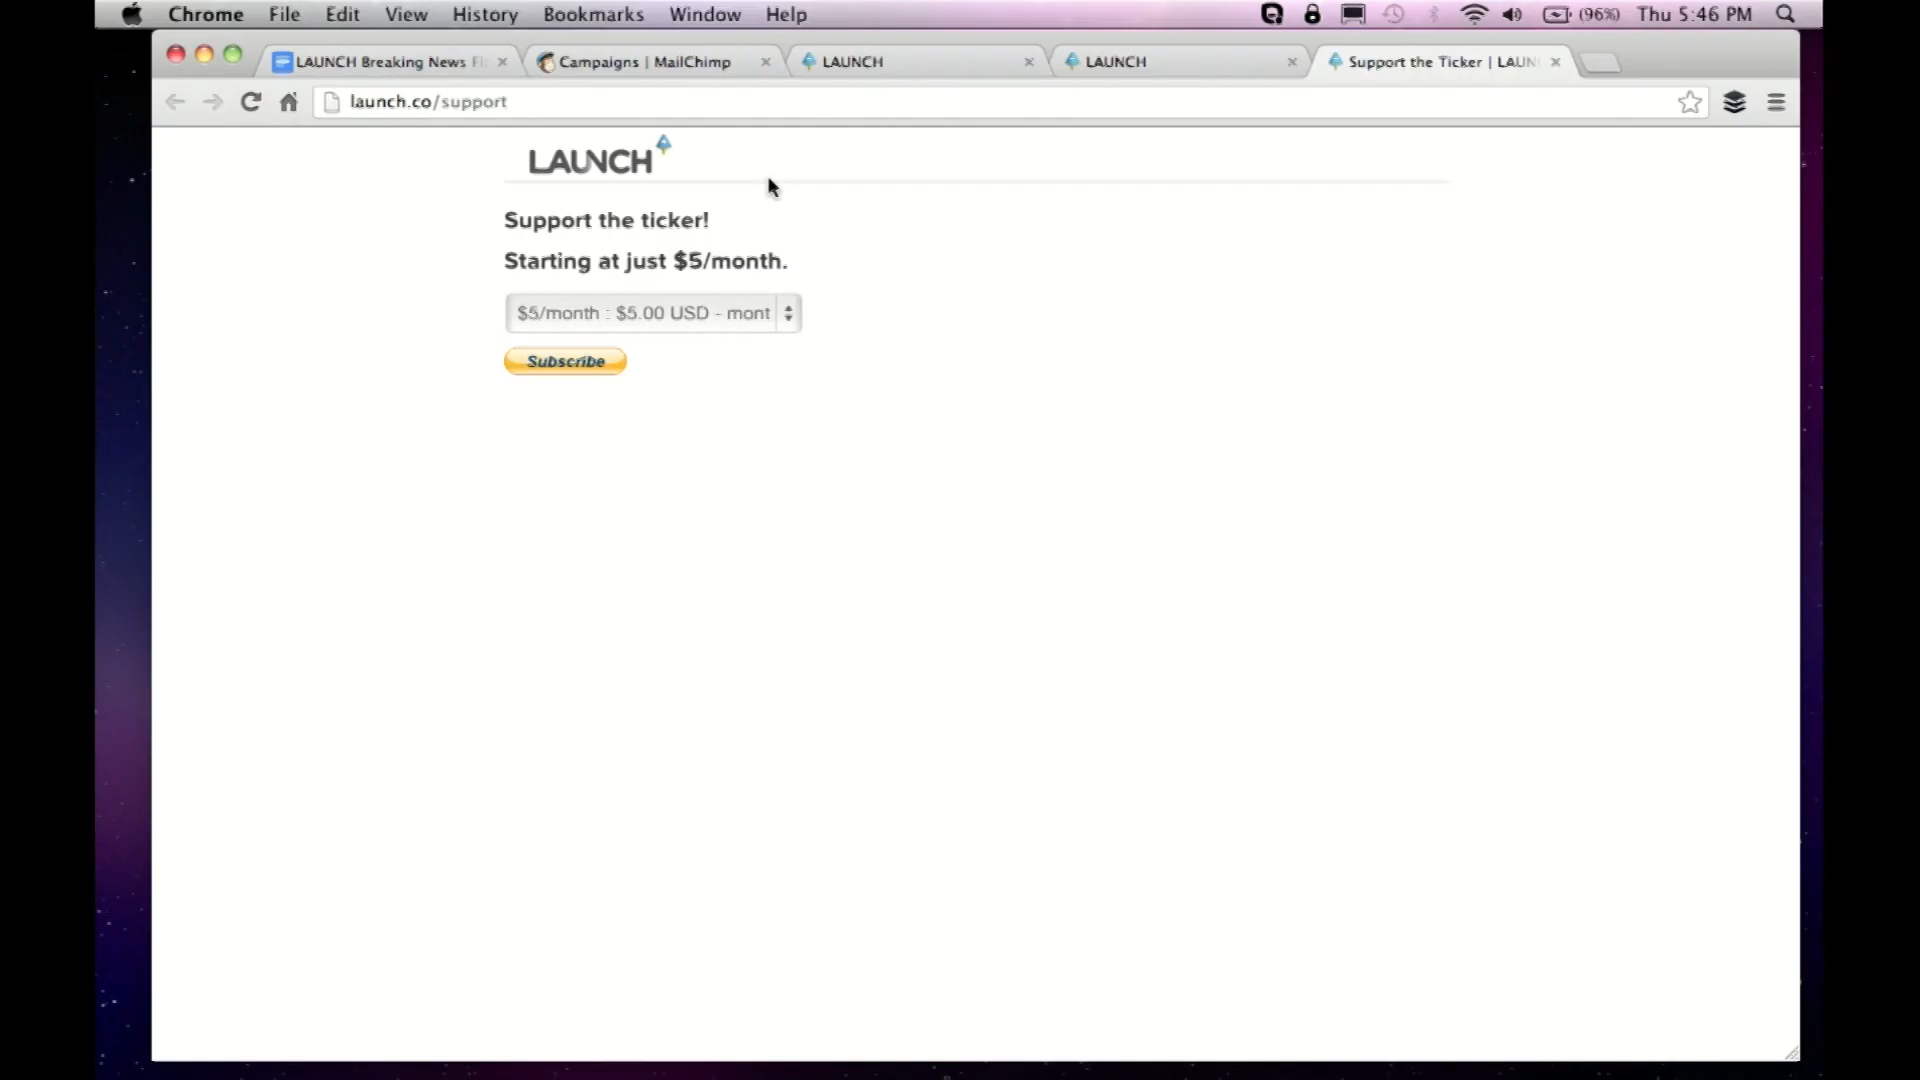 Chrome File Edit View History Bookmarks Window Help (96%) Thu 5:46 PM
LAUNCH Breaking News Campaigns | MailChimp LAUNCH LAUNCH Support the Ticker |
launch.co/support
LAUNCH
Support the ticker!
Starting at just $5/month.
$5/month : $5.00 USD - mont
Subscribe